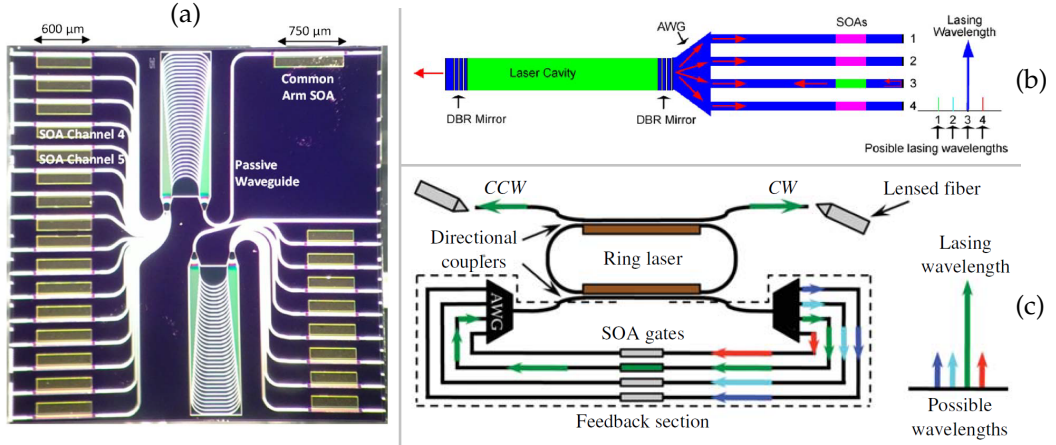 (a)
600 µm
750 µm
Common
Arm SOA
SOA Channel 4
SOA Channel 5
Passive
Waveguide
(b)
AWG
SOAs
Lasing
Wavelength
Laser Cavity
DBR Mirror
DBR Mirror
1
2
3
4
1 2 3 4
Posible lasing wavelengths
(c)
CCW
CW
Lensed fiber
Directional
couplers
Ring laser
AWG
SOA gates
Feedback section
Lasing
wavelength
Possible
wavelengths